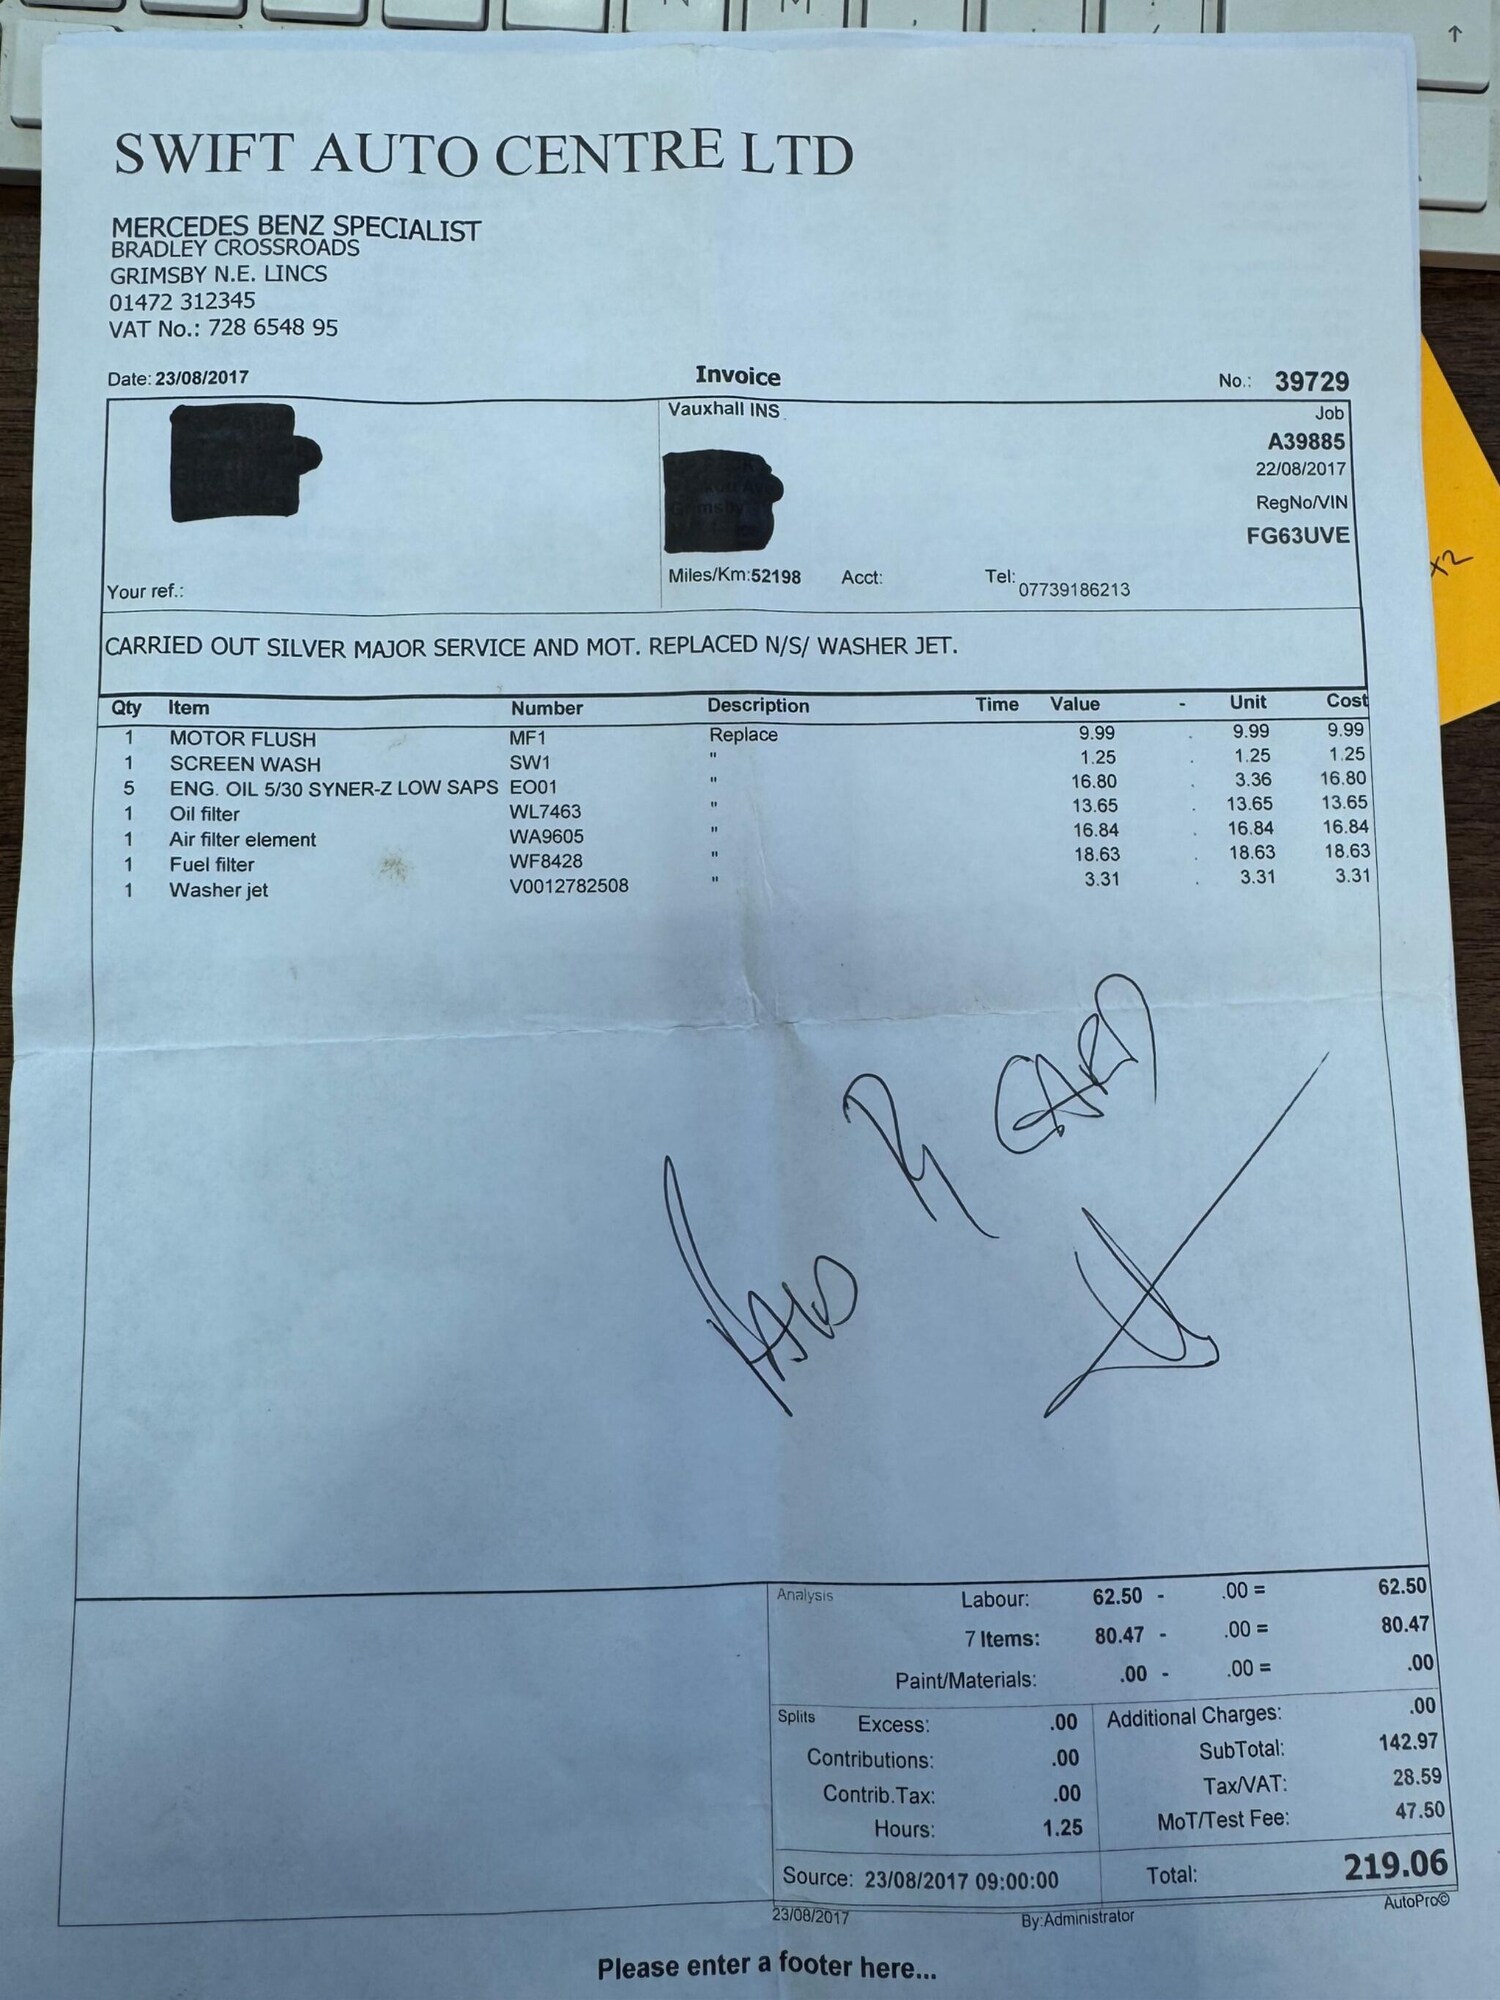 SWIFT AUTO CENTRE LTD
MERCEDES BENZ SPECIALIST
BRADLEY CROSSROADS
GRIMSBY N.E. LINCS
01472 312345
VAT No.: 728 6548 95
Date: 23/08/2017 Invoice No.: 39729
Vauxhall INS Job
A39885
22/08/2017
RegNo/VIN
FG63UVE
Your ref.: Miles/Km:52198 Acct: Tel: 07739186213
CARRIED OUT SILVER MAJOR SERVICE AND MOT. REPLACED N/S/ WASHER JET.
Qty Item Number Description Time Value - Unit Cost
1 MOTOR FLUSH MF1 Replace 9.99 . 9.99 9.99
1 SCREEN WASH SW1 " 1.25 . 1.25 1.25
5 ENG. OIL 5/30 SYNER-Z LOW SAPS EO01 " 16.80 . 3.36 16.80
1 Oil filter WL7463 " 13.65 . 13.65 13.65
1 Air filter element WA9605 " 16.84 . 16.84 16.84
1 Fuel filter WF8428 " 18.63 . 18.63 18.63
1 Washer jet V0012782508 " 3.31 . 3.31 3.31
CARD
Analysis Labour: 62.50 - .00 = 62.50
7 Items: 80.47 - .00 = 80.47
Paint/Materials: .00 - .00 = .00
Splits Excess: .00 Additional Charges: .00
Contributions: .00 SubTotal: 142.97
Contrib.Tax: .00 Tax/VAT: 28.59
Hours: 1.25 MoT/Test Fee: 47.50
Source: 23/08/2017 09:00:00 Total: 219.06
23/08/2017 By:Administrator AutoPro©
Please enter a footer here...
x2